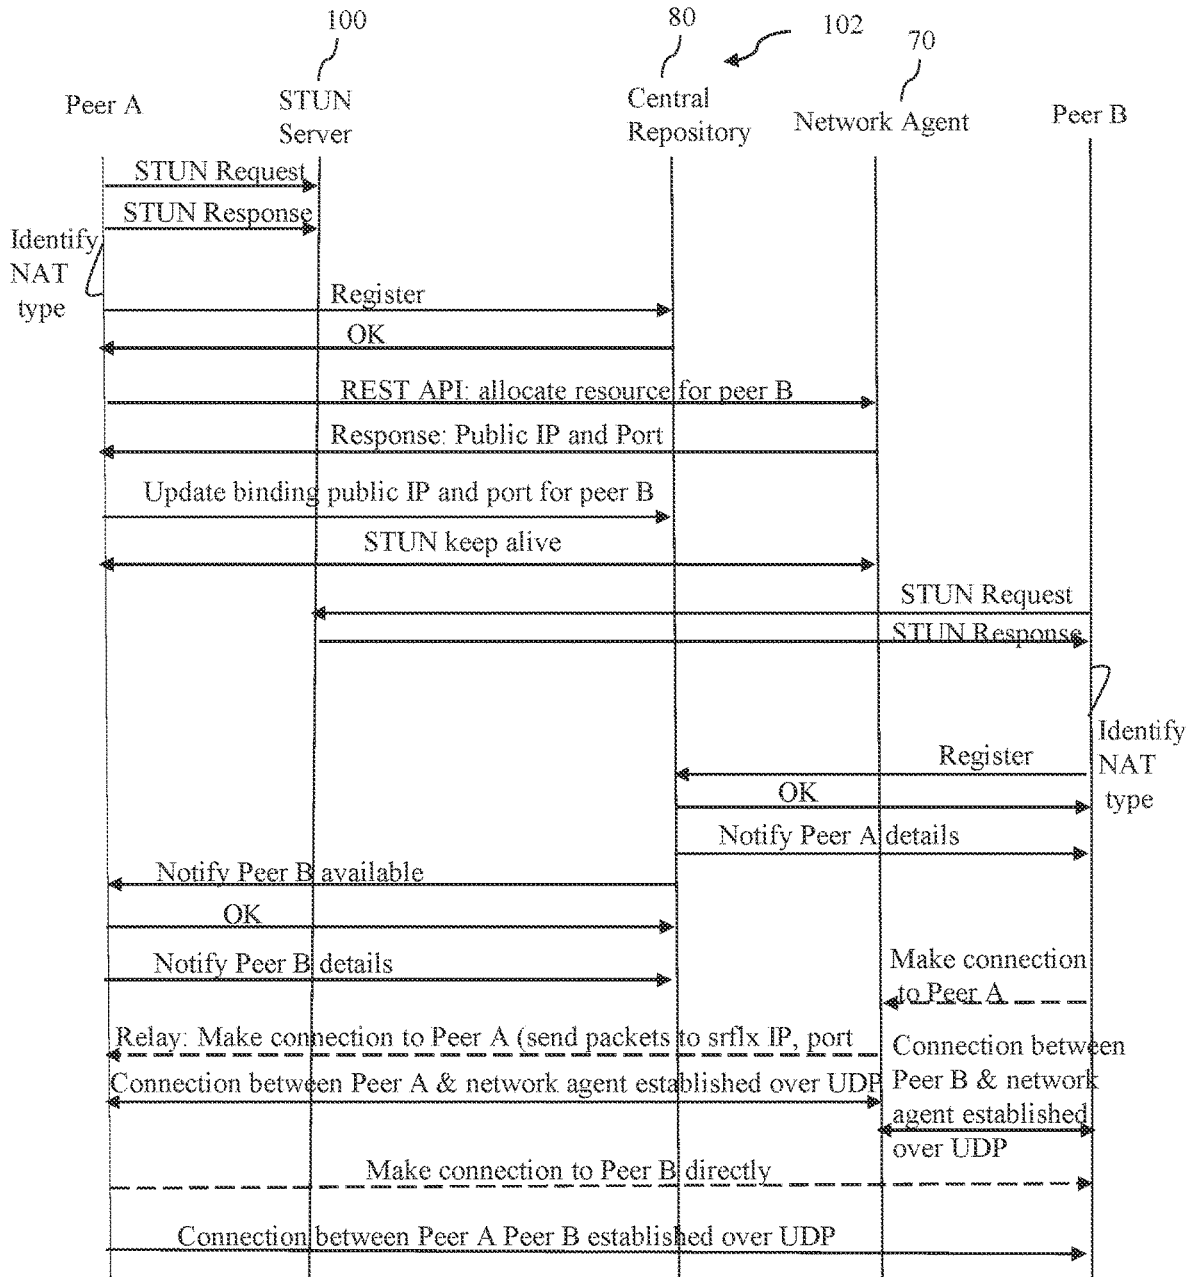 100
80
102
70
Peer A
STUN
Server
Central
Repository
Network Agent
Peer B
STUN Request
STUN Response
Identify
NAT
type
Register
OK
REST API: allocate resource for peer B
Response: Public IP and Port
Update binding public IP and port for peer B
STUN keep alive
STUN Request
STUN Response
Identify
NAT
type
Register
OK
Notify Peer A details
Notify Peer B available
OK
Notify Peer B details
Make connection
to Peer A
Relay: Make connection to Peer A (send packets to srflx IP, port
Connection between Peer A & network agent established over UDP
Connection between
Peer B & network
agent established
over UDP
Make connection to Peer B directly
Connection between Peer A Peer B established over UDP